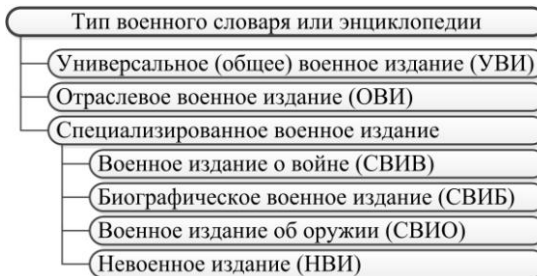 Тип военного словаря или энциклопедии
Универсальное (общее) военное издание (УВИ)
Отраслевое военное издание (ОВИ)
Специализированное военное издание
Военное издание о войне (СВИВ)
Биографическое военное издание (СВИБ)
Военное издание об оружии (СВИО)
Невоенное издание (НВИ)